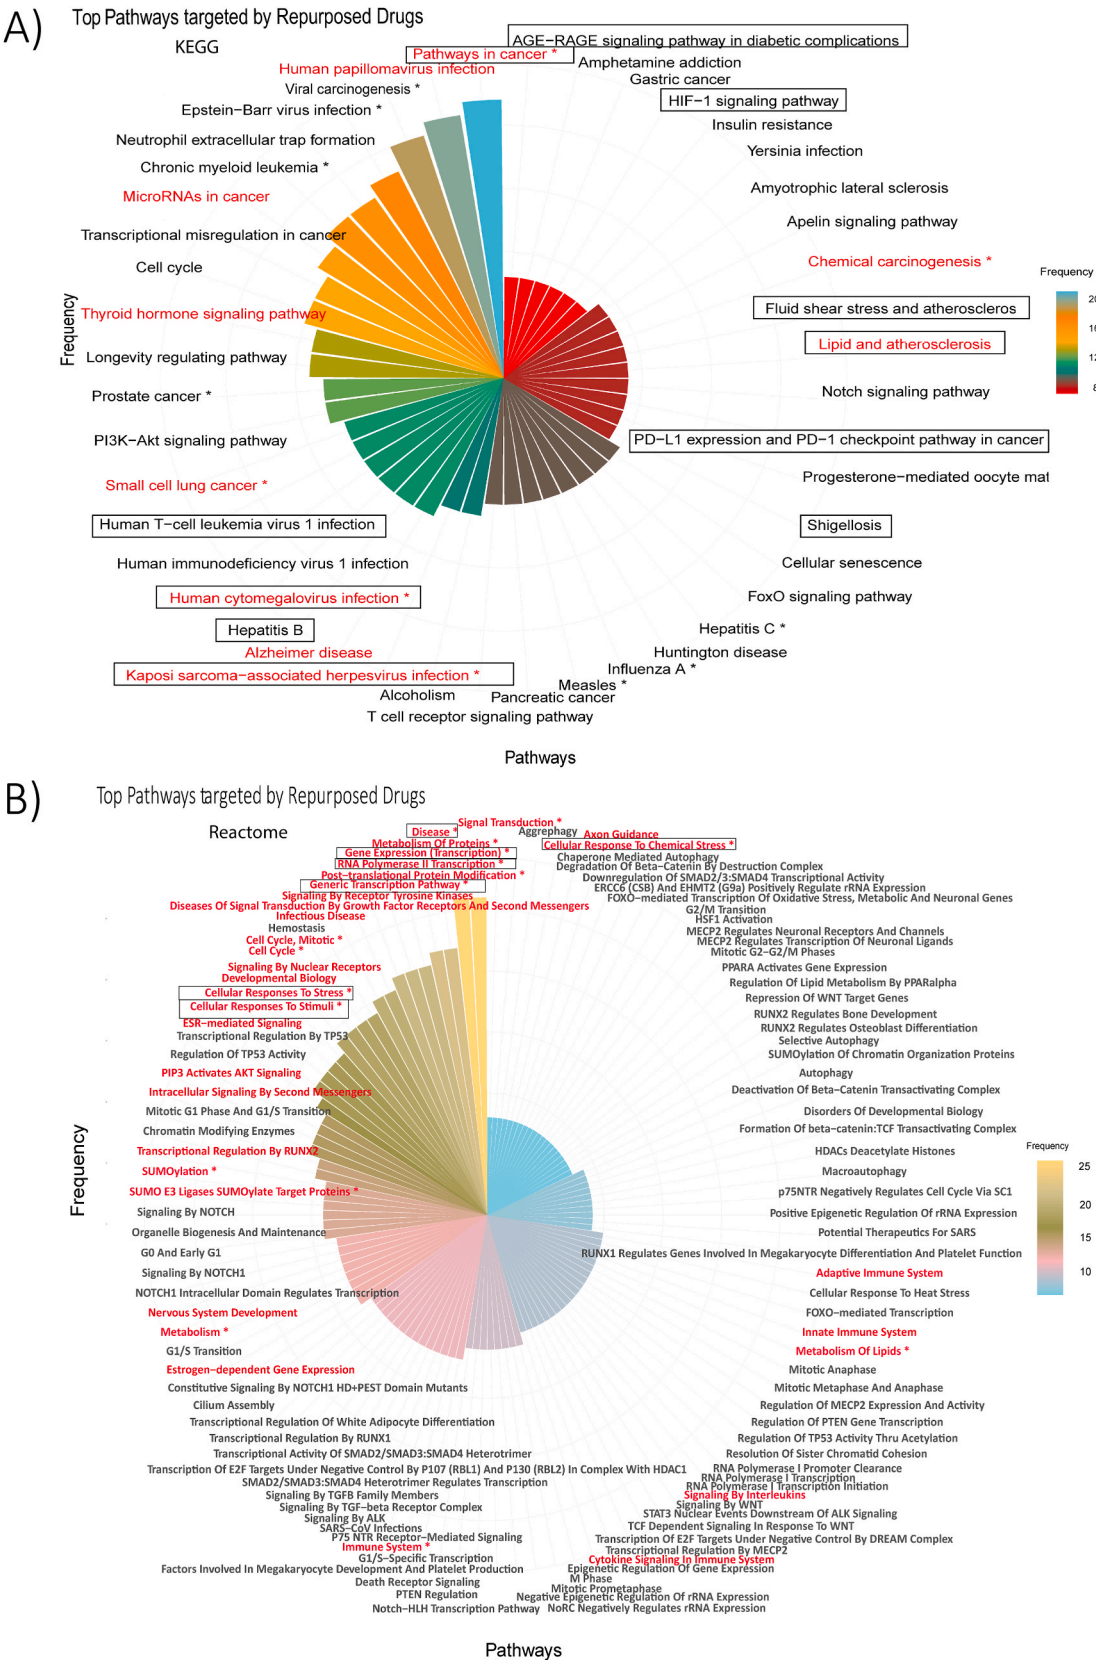 A)
Top Pathways targeted by Repurposed Drugs
KEGG
AGE−RAGE signaling pathway in diabetic complications
Pathways in cancer *
Amphetamine addiction
Human papillomavirus infection
Gastric cancer
Viral carcinogenesis *
HIF−1 signaling pathway
Epstein−Barr virus infection *
Insulin resistance
Neutrophil extracellular trap formation
Yersinia infection
Chronic myeloid leukemia *
Amyotrophic lateral sclerosis
MicroRNAs in cancer
Apelin signaling pathway
Transcriptional misregulation in cancer
Chemical carcinogenesis *
Cell cycle
Frequency
20
16
12
8
Fluid shear stress and atheroscleros
Thyroid hormone signaling pathway
Lipid and atherosclerosis
Frequency
Longevity regulating pathway
Notch signaling pathway
Prostate cancer *
PI3K−Akt signaling pathway
PD−L1 expression and PD−1 checkpoint pathway in cancer
Progesterone−mediated oocyte mat
Small cell lung cancer *
Human T−cell leukemia virus 1 infection
Shigellosis
Human immunodeficiency virus 1 infection
Cellular senescence
Human cytomegalovirus infection *
FoxO signaling pathway
Hepatitis B
Hepatitis C *
Alzheimer disease
Huntington disease
Kaposi sarcoma−associated herpesvirus infection *
Influenza A *
Measles *
Alcoholism
Pancreatic cancer
T cell receptor signaling pathway
Pathways
B)
Top Pathways targeted by Repurposed Drugs
Reactome
Signal Transduction *
Disease *
Metabolism Of Proteins *
Gene Expression (Transcription) *
RNA Polymerase II Transcription *
Post−translational Protein Modification *
Generic Transcription Pathway *
Signaling By Receptor Tyrosine Kinases
Diseases Of Signal Transduction By Growth Factor Receptors And Second Messengers
Infectious Disease
Hemostasis
Cell Cycle, Mitotic *
Cell Cycle *
Signaling By Nuclear Receptors
Developmental Biology
Cellular Responses To Stress *
Cellular Responses To Stimuli *
ESR−mediated Signaling
Transcriptional Regulation By TP53
Regulation Of TP53 Activity
PIP3 Activates AKT Signaling
Intracellular Signaling By Second Messengers
Mitotic G1 Phase And G1/S Transition
Chromatin Modifying Enzymes
Transcriptional Regulation By RUNX2
SUMOylation *
SUMO E3 Ligases SUMOylate Target Proteins *
Signaling By NOTCH
Organelle Biogenesis And Maintenance
G0 And Early G1
Signaling By NOTCH1
NOTCH1 Intracellular Domain Regulates Transcription
Nervous System Development
Metabolism *
G1/S Transition
Estrogen−dependent Gene Expression
Constitutive Signaling By NOTCH1 HD+PEST Domain Mutants
Cilium Assembly
Transcriptional Regulation Of White Adipocyte Differentiation
Transcriptional Regulation By RUNX1
Transcriptional Activity Of SMAD2/SMAD3:SMAD4 Heterotrimer
Transcription Of E2F Targets Under Negative Control By P107 (RBL1) And P130 (RBL2) In Complex With HDAC1
SMAD2/SMAD3:SMAD4 Heterotrimer Regulates Transcription
Signaling By TGFB Family Members
Signaling By TGF−beta Receptor Complex
Signaling By ALK
SARS−CoV Infections
P75 NTR Receptor−Mediated Signaling
Immune System *
G1/S−Specific Transcription
Factors Involved In Megakaryocyte Development And Platelet Production
Death Receptor Signaling
PTEN Regulation
Notch−HLH Transcription Pathway
Frequency
Aggrephagy
Axon Guidance
Cellular Response To Chemical Stress *
Chaperone Mediated Autophagy
Degradation Of Beta−Catenin By Destruction Complex
Downregulation Of SMAD2/3:SMAD4 Transcriptional Activity
ERCC6 (CSB) And EHMT2 (G9a) Positively Regulate rRNA Expression
FOXO−mediated Transcription Of Oxidative Stress, Metabolic And Neuronal Genes
G2/M Transition
HSF1 Activation
MECP2 Regulates Neuronal Receptors And Channels
MECP2 Regulates Transcription Of Neuronal Ligands
Mitotic G2−G2/M Phases
PPARA Activates Gene Expression
Regulation Of Lipid Metabolism By PPARalpha
Repression Of WNT Target Genes
RUNX2 Regulates Bone Development
RUNX2 Regulates Osteoblast Differentiation
Selective Autophagy
SUMOylation Of Chromatin Organization Proteins
Autophagy
Deactivation Of Beta−Catenin Transactivating Complex
Disorders Of Developmental Biology
Formation Of beta−catenin:TCF Transactivating Complex
HDACs Deacetylate Histones
Macroautophagy
p75NTR Negatively Regulates Cell Cycle Via SC1
Positive Epigenetic Regulation Of rRNA Expression
Potential Therapeutics For SARS
RUNX1 Regulates Genes Involved In Megakaryocyte Differentiation And Platelet Function
Adaptive Immune System
Cellular Response To Heat Stress
FOXO−mediated Transcription
Innate Immune System
Metabolism Of Lipids *
Mitotic Anaphase
Mitotic Metaphase And Anaphase
Regulation Of MECP2 Expression And Activity
Regulation Of PTEN Gene Transcription
Regulation Of TP53 Activity Thru Acetylation
Resolution Of Sister Chromatid Cohesion
RNA Polymerase I Promoter Clearance
RNA Polymerase I Transcription
RNA Polymerase I Transcription Initiation
Signaling By Interleukins
Signaling By WNT
STAT3 Nuclear Events Downstream Of ALK Signaling
TCF Dependent Signaling In Response To WNT
Transcription Of E2F Targets Under Negative Control By DREAM Complex
Transcriptional Regulation By MECP2
Cytokine Signaling In Immune System
Epigenetic Regulation Of Gene Expression
M Phase
Mitotic Prometaphase
Negative Epigenetic Regulation Of rRNA Expression
NoRC Negatively Regulates rRNA Expression
Frequency
25
20
15
10
Pathways